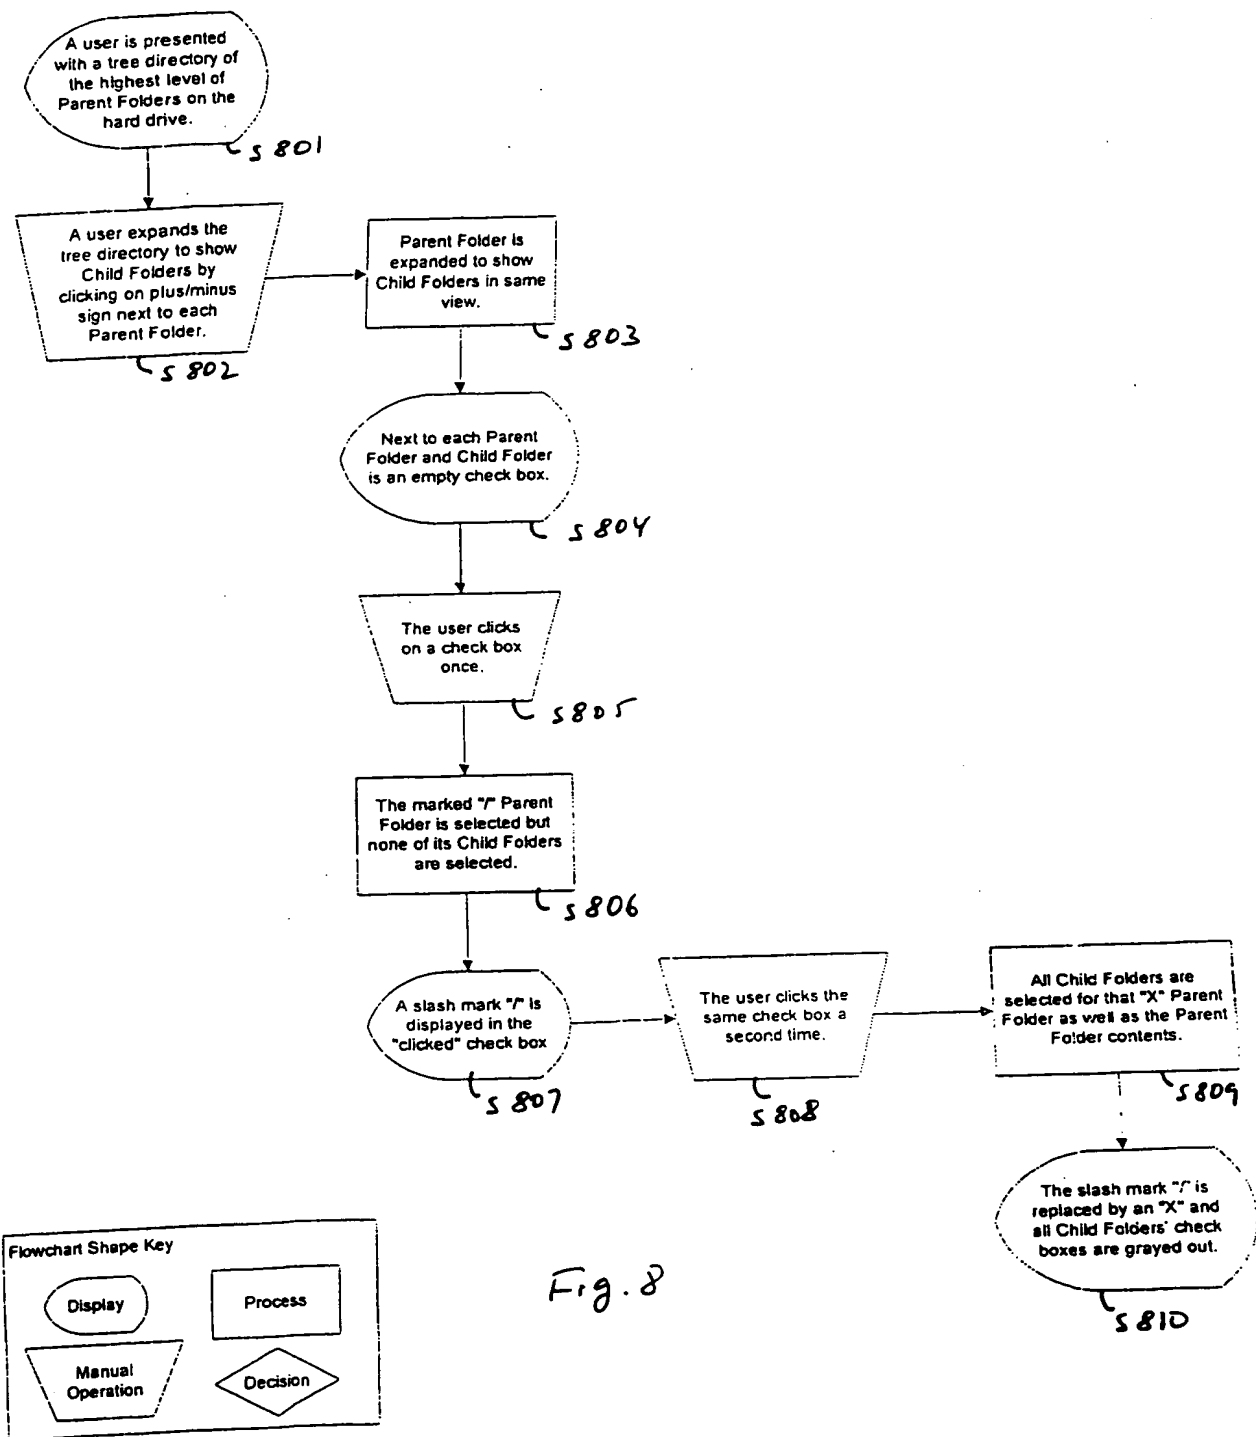 A user is presented
with a tree directory of
the highest level of
Parent Folders on the
hard drive.
s 801
A user expands the
tree directory to show
Child Folders by
clicking on plus/minus
sign next to each
Parent Folder.
s 802
Parent Folder is
expanded to show
Child Folders in same
view.
s 803
Next to each Parent
Folder and Child Folder
is an empty check box.
s 804
The user clicks
on a check box
once.
s 805
The marked "/" Parent
Folder is selected but
none of its Child Folders
are selected.
s 806
A slash mark "/" is
displayed in the
"clicked" check box
s 807
The user clicks the
same check box a
second time.
s 808
All Child Folders are
selected for that "X" Parent
Folder as well as the Parent
Folder contents.
s 809
The slash mark "/" is
replaced by an "X" and
all Child Folders' check
boxes are grayed out.
s 810
Flowchart Shape Key
Display
Process
Manual
Operation
Decision
Fig. 8